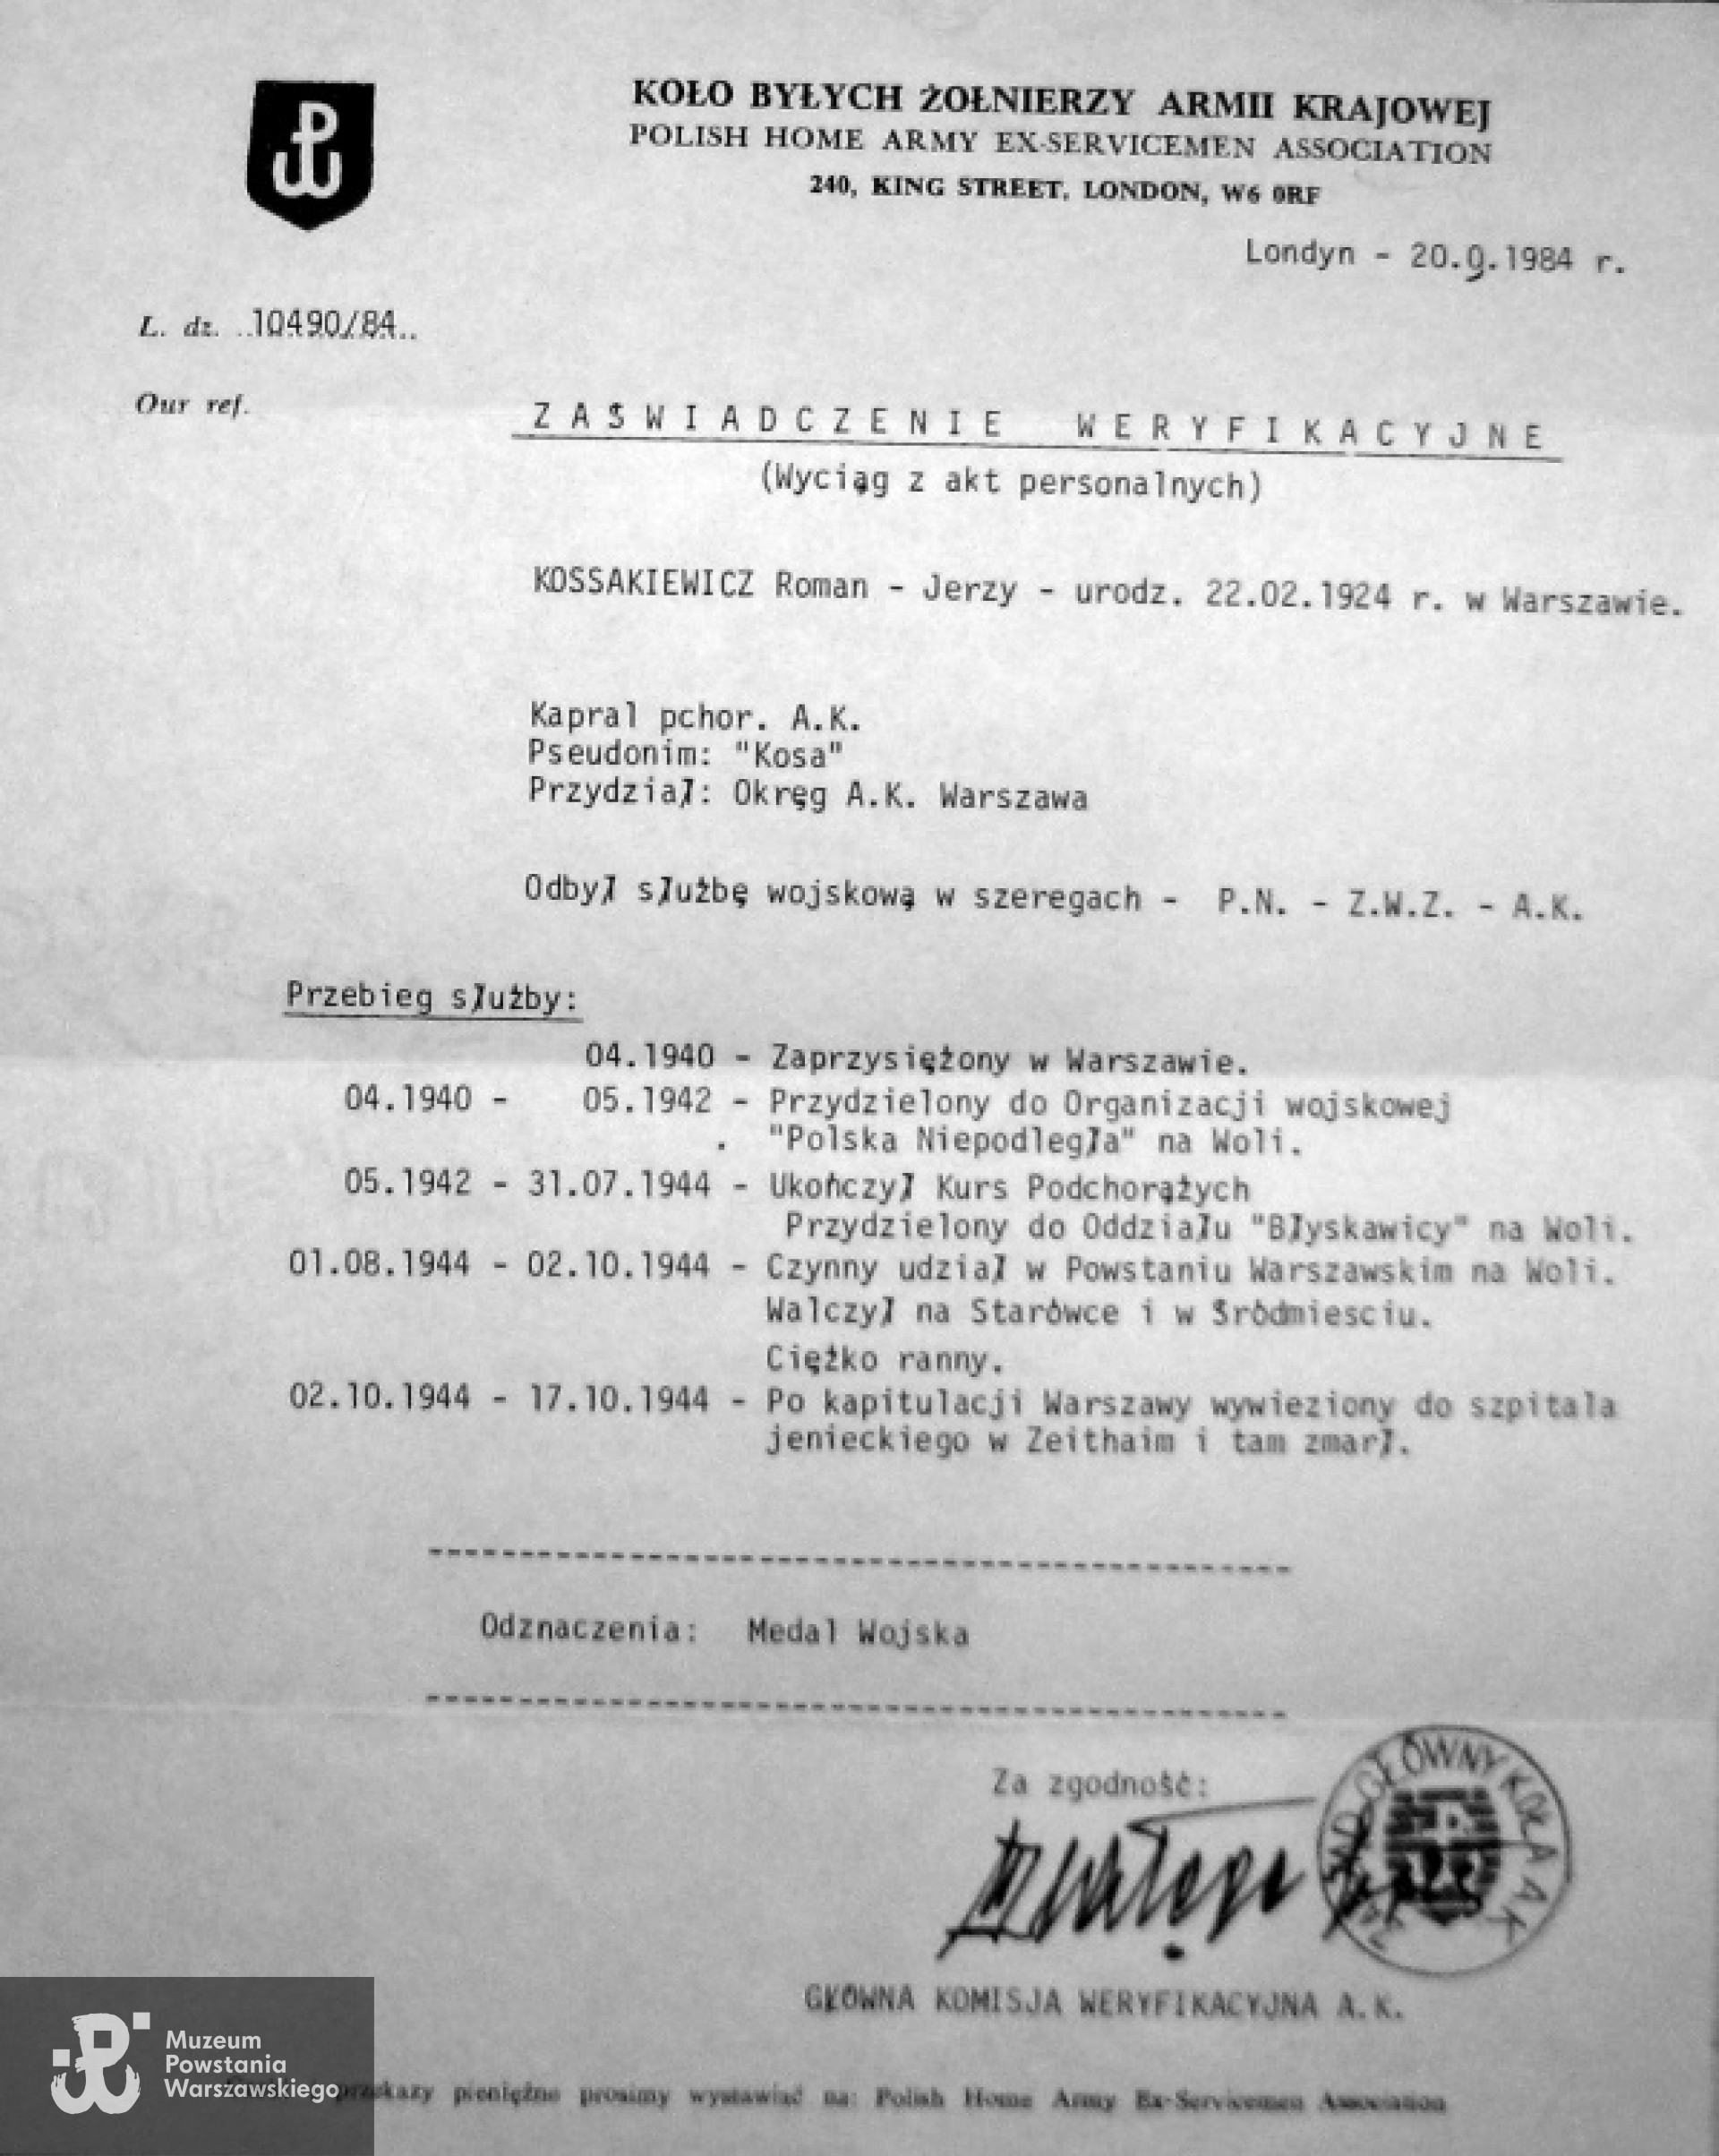 KOŁO BYŁYCH ŻOŁNIERZY ARMII KRAJOWEJ
POLISH HOME ARMY EX-SERVICEMEN ASSOCIATION
240, KING STREET, LONDON, W6 0RF
Londyn - 20.9.1984 r.
L. dz. ..10490/84..
Our ref.
ZAŚWIADCZENIE WERYFIKACYJNE
(Wyciąg z akt personalnych)
KOSSAKIEWICZ Roman - Jerzy - urodz. 22.02.1924 r. w Warszawie.
Kapral pchor. A.K.
Pseudonim: "Kosa"
Przydział: Okręg A.K. Warszawa
Odbył służbę wojskową w szeregach - P.N. - Z.W.Z. - A.K.
Przebieg służby:
04.1940 - Zaprzysiężony w Warszawie.
04.1940 - 05.1942 - Przydzielony do Organizacji wojskowej
"Polska Niepodległa" na Woli.
05.1942 - 31.07.1944 - Ukończył Kurs Podchorążych
Przydzielony do Oddziału "Błyskawicy" na Woli.
01.08.1944 - 02.10.1944 - Czynny udział w Powstaniu Warszawskim na Woli.
Walczył na Starówce i w Śródmiesciu.
Ciężko ranny.
02.10.1944 - 17.10.1944 - Po kapitulacji Warszawy wywieziony do szpitala
jenieckiego w Zeithaim i tam zmarł.
Odznaczenia: Medal Wojska
Za zgodność:
ZARZĄD GŁÓWNY KOŁA AK
GŁÓWNA KOMISJA WERYFIKACYJNA A.K.
przekazy pieniężne prosimy wystawiać na: Polish Home Army Ex-Servicemen Association
Muzeum
Powstania
Warszawskiego